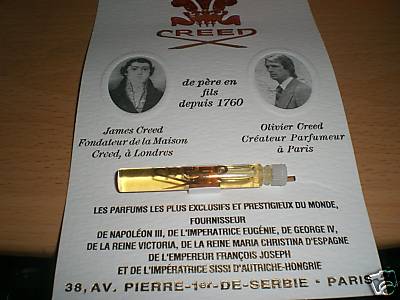 CREED
de père en
fils
depuis 1760
James Creed
Fondateur de la Maison
Creed, à Londres
Olivier Creed
Créateur Parfumeur
à Paris
LES PARFUMS LES PLUS EXCLUSIFS ET PRESTIGIEUX DU MONDE,
FOURNISSEUR
DE NAPOLÉON III, DE L'IMPERATRICE EUGÉNIE, DE GEORGE IV,
DE LA REINE VICTORIA, DE LA REINE MARIA CHRISTINA D'ESPAGNE
DE L'EMPEREUR FRANÇOIS JOSEPH
ET DE L'IMPÉRATRICE SISSI D'AUTRICHE-HONGRIE
38, AV. PIERRE-1er-DE-SERBIE - PARIS